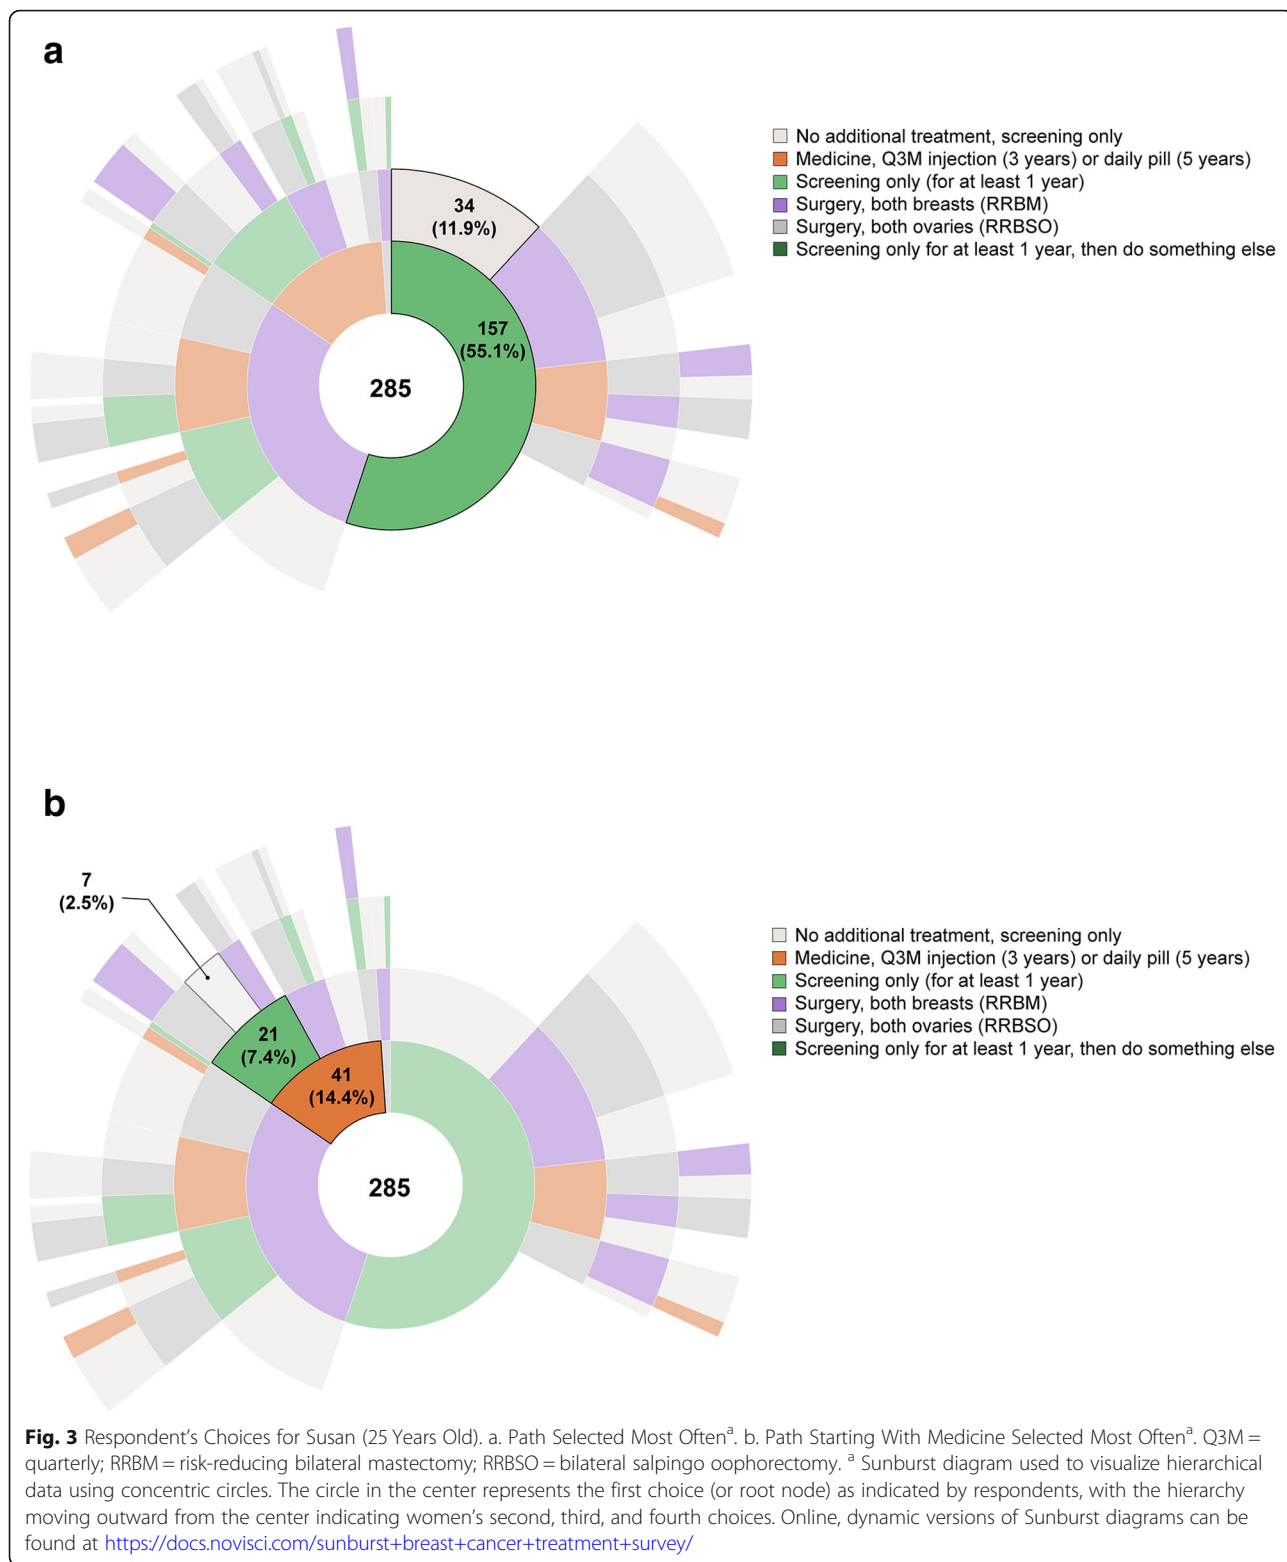 a
No additional treatment, screening only
Medicine, Q3M injection (3 years) or daily pill (5 years)
Screening only (for at least 1 year)
Surgery, both breasts (RRBM)
Surgery, both ovaries (RRBSO)
Screening only for at least 1 year, then do something else
34
(11.9%)
157
(55.1%)
285
b
7
(2.5%)
No additional treatment, screening only
Medicine, Q3M injection (3 years) or daily pill (5 years)
Screening only (for at least 1 year)
Surgery, both breasts (RRBM)
Surgery, both ovaries (RRBSO)
Screening only for at least 1 year, then do something else
21
(7.4%)
41
(14.4%)
285
Fig. 3 Respondent's Choices for Susan (25 Years Old). a. Path Selected Most Oftenᵃ. b. Path Starting With Medicine Selected Most Oftenᵃ. Q3M =
quarterly; RRBM = risk-reducing bilateral mastectomy; RRBSO = bilateral salpingo oophorectomy. ᵃ Sunburst diagram used to visualize hierarchical
data using concentric circles. The circle in the center represents the first choice (or root node) as indicated by respondents, with the hierarchy
moving outward from the center indicating women's second, third, and fourth choices. Online, dynamic versions of Sunburst diagrams can be
found at https://docs.novisci.com/sunburst+breast+cancer+treatment+survey/